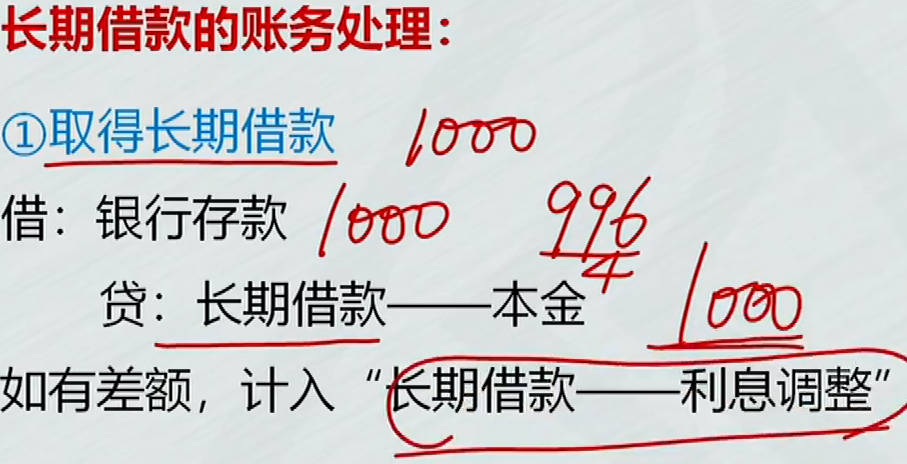 长期借款的账务处理：
①取得长期借款 1000
借：银行存款 1000 996
4
贷：长期借款——本金 1000
如有差额，计入“长期借款——利息调整”